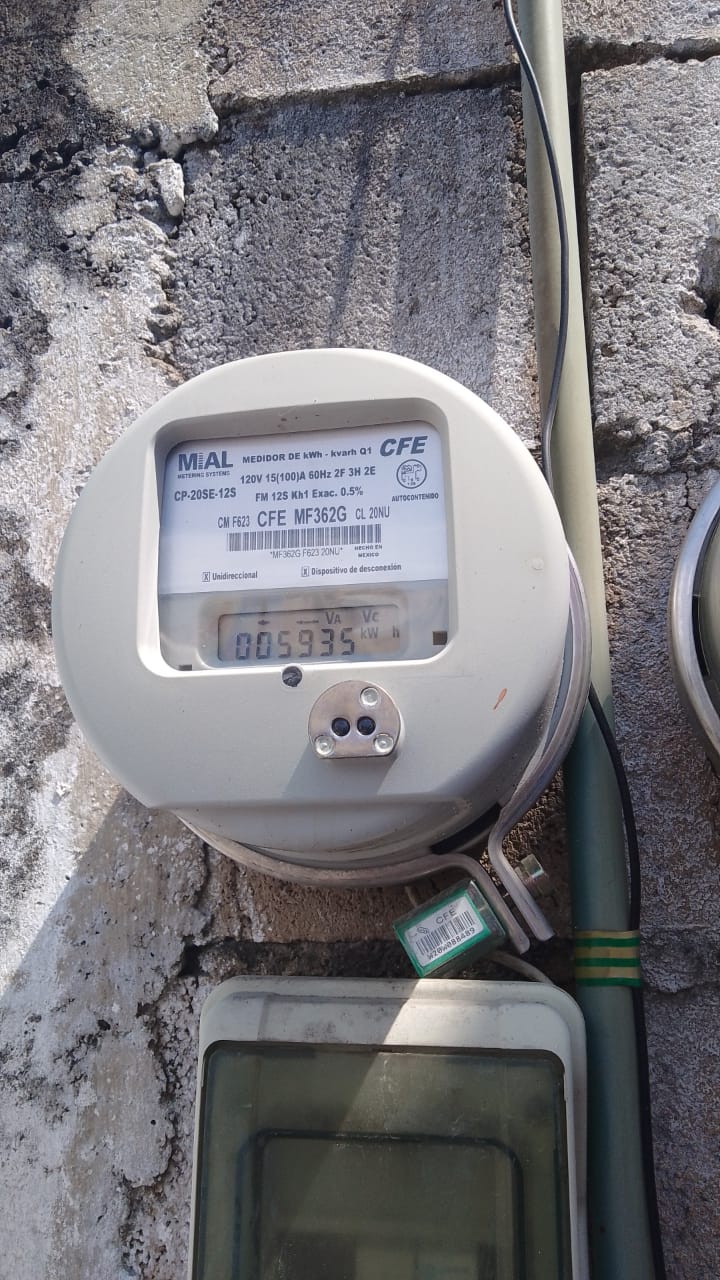 MIAL MEDIDOR DE kWh - kvarh Q1 CFE
METERING SYSTEMS
120V 15(100)A 60Hz 2F 3H 2E
CP-20SE-12S FM 12S Kh1 Exac. 0.5% AUTOCONTENIDO
CM F623 CFE MF362G CL 20NU
*MF362G F623 20NU* HECHO EN MEXICO
X Unidireccional X Dispositivo de desconexión
VA VC
005935 kW h
CFE
W20W088489